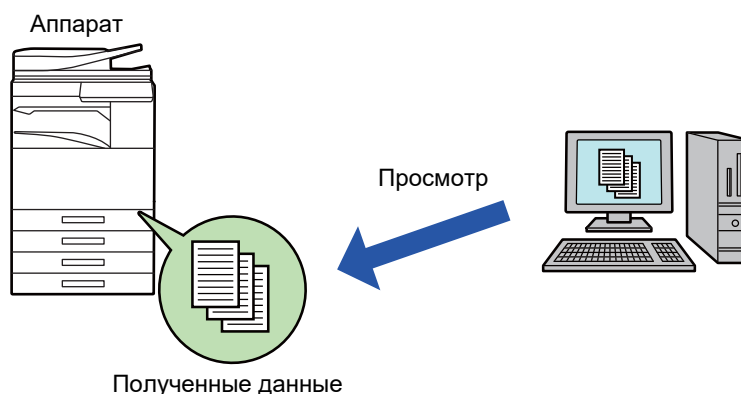 Аппарат
Просмотр
Полученные данные